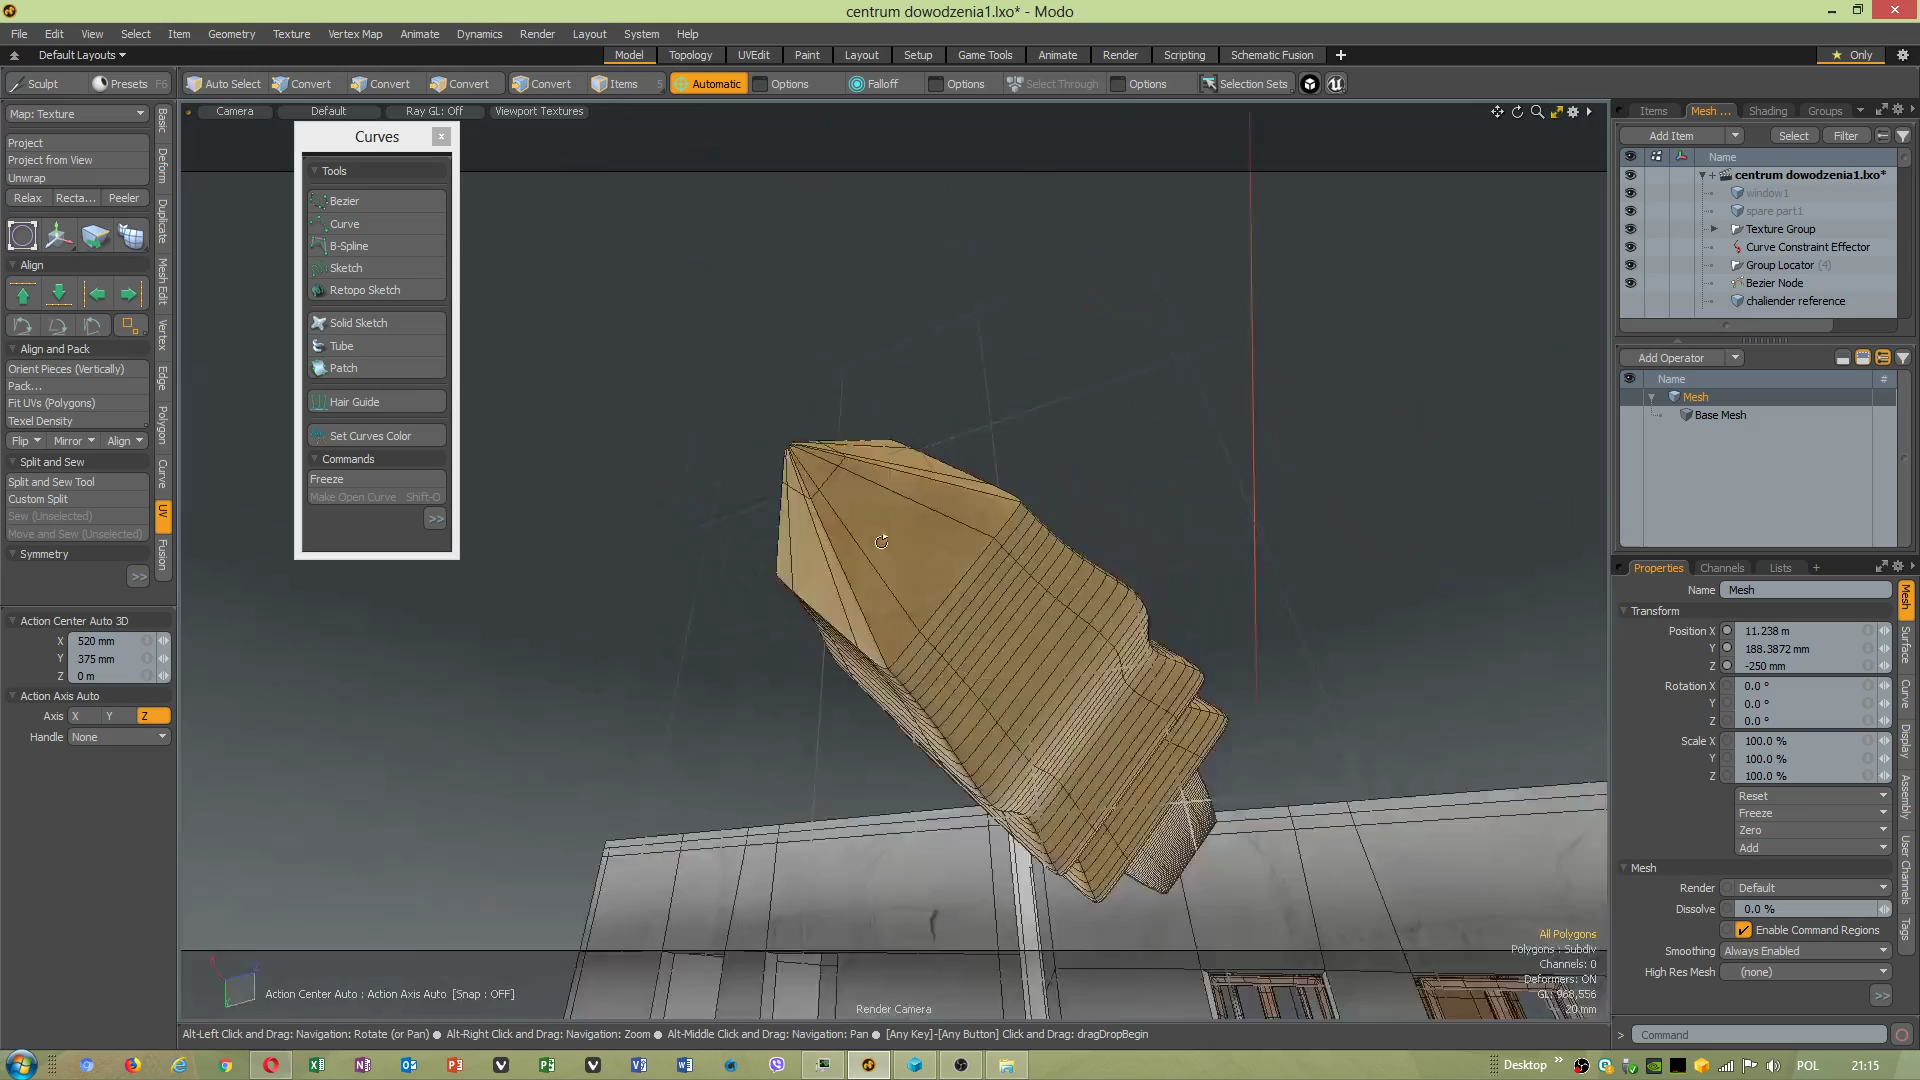 centrum dowodzenia1.lxo* - Modo
File Edit View Select Item Geometry Texture Vertex Map Animate Dynamics Render Layout System Help
Default Layouts
Model Topology UVEdit Paint Layout Setup Game Tools Animate Render Scripting Schematic Fusion
Only
Sculpt Presets F6 Auto Select Convert Convert Convert Convert Items 5 Automatic Options Falloff Options Select Through Options Selection Sets
Map: Texture
Project
Project from View
Unwrap
Relax Recta... Peeler
Align
Align and Pack
Orient Pieces (Vertically)
Pack...
Fit UVs (Polygons)
Texel Density
Flip Mirror Align
Split and Sew
Split and Sew Tool
Custom Split
Sew (Unselected)
Move and Sew (Unselected)
Symmetry
>>
Action Center Auto 3D
X 520 mm
Y 375 mm
Z 0 m
Action Axis Auto
Axis X Y Z
Handle None
Basic
Deform
Duplicate
Mesh Edit
Vertex
Edge
Polygon
Curve
UV
Fusion
Camera Default Ray GL: Off Viewport Textures
Curves x
Tools
Bezier
Curve
B-Spline
Sketch
Retopo Sketch
Solid Sketch
Tube
Patch
Hair Guide
Set Curves Color
Commands
Freeze
Make Open Curve Shift-O
>>
All Polygons
Polygons : Subdiv
Channels: 0
Deformers: ON
GL: 968,556
20 mm
Action Center Auto : Action Axis Auto [Snap : OFF]
Render Camera
Alt-Left Click and Drag: Navigation: Rotate (or Pan) ● Alt-Right Click and Drag: Navigation: Zoom ● Alt-Middle Click and Drag: Navigation: Pan ● [Any Key]-[Any Button] Click and Drag: dragDropBegin
Items Mesh ... Shading Groups
Add Item Select Filter
Name
centrum dowodzenia1.lxo*
window1
spare part1
Texture Group
Curve Constraint Effector
Group Locator (4)
Bezier Node
chaliender reference
Add Operator
Name #
Mesh
Base Mesh
Properties Channels Lists +
Name Mesh
Transform
Position X 11.238 m
Y 188.3872 mm
Z -250 mm
Rotation X 0.0 °
Y 0.0 °
Z 0.0 °
Scale X 100.0 %
Y 100.0 %
Z 100.0 %
Reset
Freeze
Zero
Add
Mesh
Render Default
Dissolve 0.0 %
Enable Command Regions
Smoothing Always Enabled
High Res Mesh (none)
>>
Mesh
Surface
Curve
Display
Assembly
User Channels
Tags
> Command
Desktop » POL 21:15